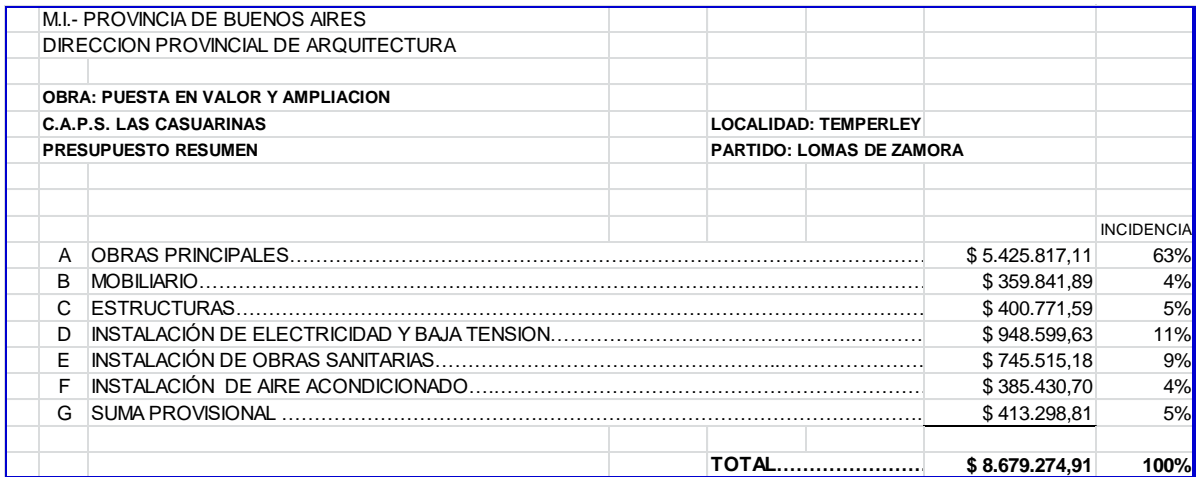 M.I.- PROVINCIA DE BUENOS AIRES
DIRECCION PROVINCIAL DE ARQUITECTURA
OBRA: PUESTA EN VALOR Y AMPLIACION
C.A.P.S. LAS CASUARINAS LOCALIDAD: TEMPERLEY
PRESUPUESTO RESUMEN PARTIDO: LOMAS DE ZAMORA
INCIDENCIA
A OBRAS PRINCIPALES........................ $ 5.425.817,11 63%
B MOBILIARIO........................ $ 359.841,89 4%
C ESTRUCTURAS........................ $ 400.771,59 5%
D INSTALACIÓN DE ELECTRICIDAD Y BAJA TENSION........................ $ 948.599,63 11%
E INSTALACIÓN DE OBRAS SANITARIAS........................ $ 745.515,18 9%
F INSTALACIÓN DE AIRE ACONDICIONADO........................ $ 385.430,70 4%
G SUMA PROVISIONAL ........................ $ 413.298,81 5%
TOTAL........................ $ 8.679.274,91 100%